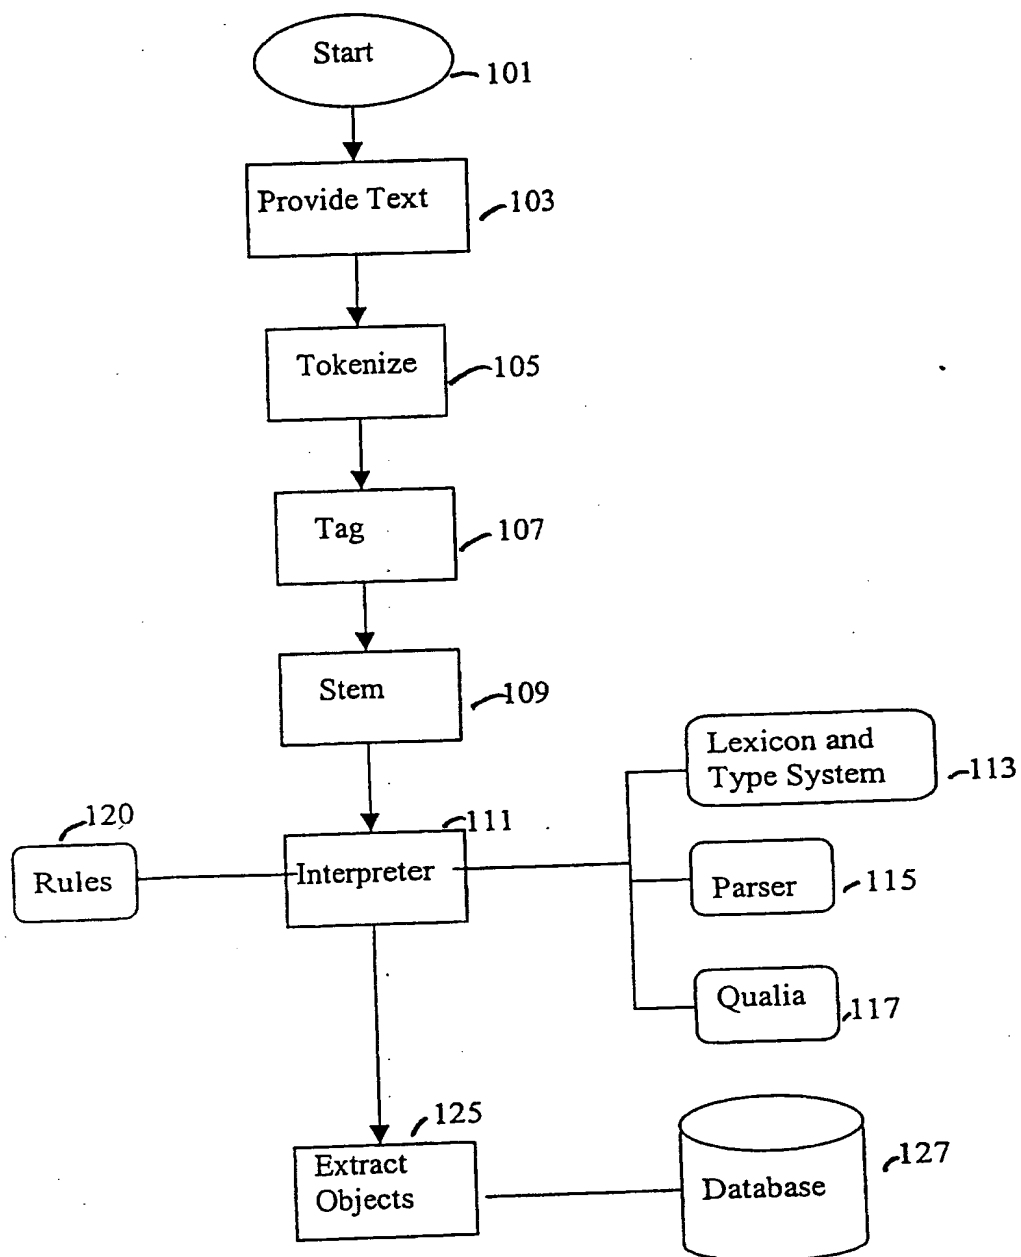 Start
101
Provide Text
103
Tokenize
105
Tag
107
Stem
109
Lexicon and
Type System
113
120
111
Rules
Interpreter
Parser
115
Qualia
117
125
Extract
Objects
Database
127